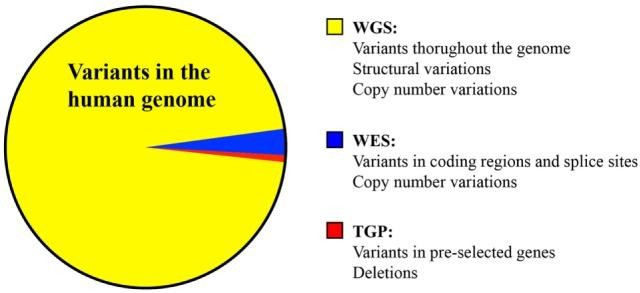 Variants in the
human genome
WGS:
Variants thorughout the genome
Structural variations
Copy number variations
WES:
Variants in coding regions and splice sites
Copy number variations
TGP:
Variants in pre-selected genes
Deletions